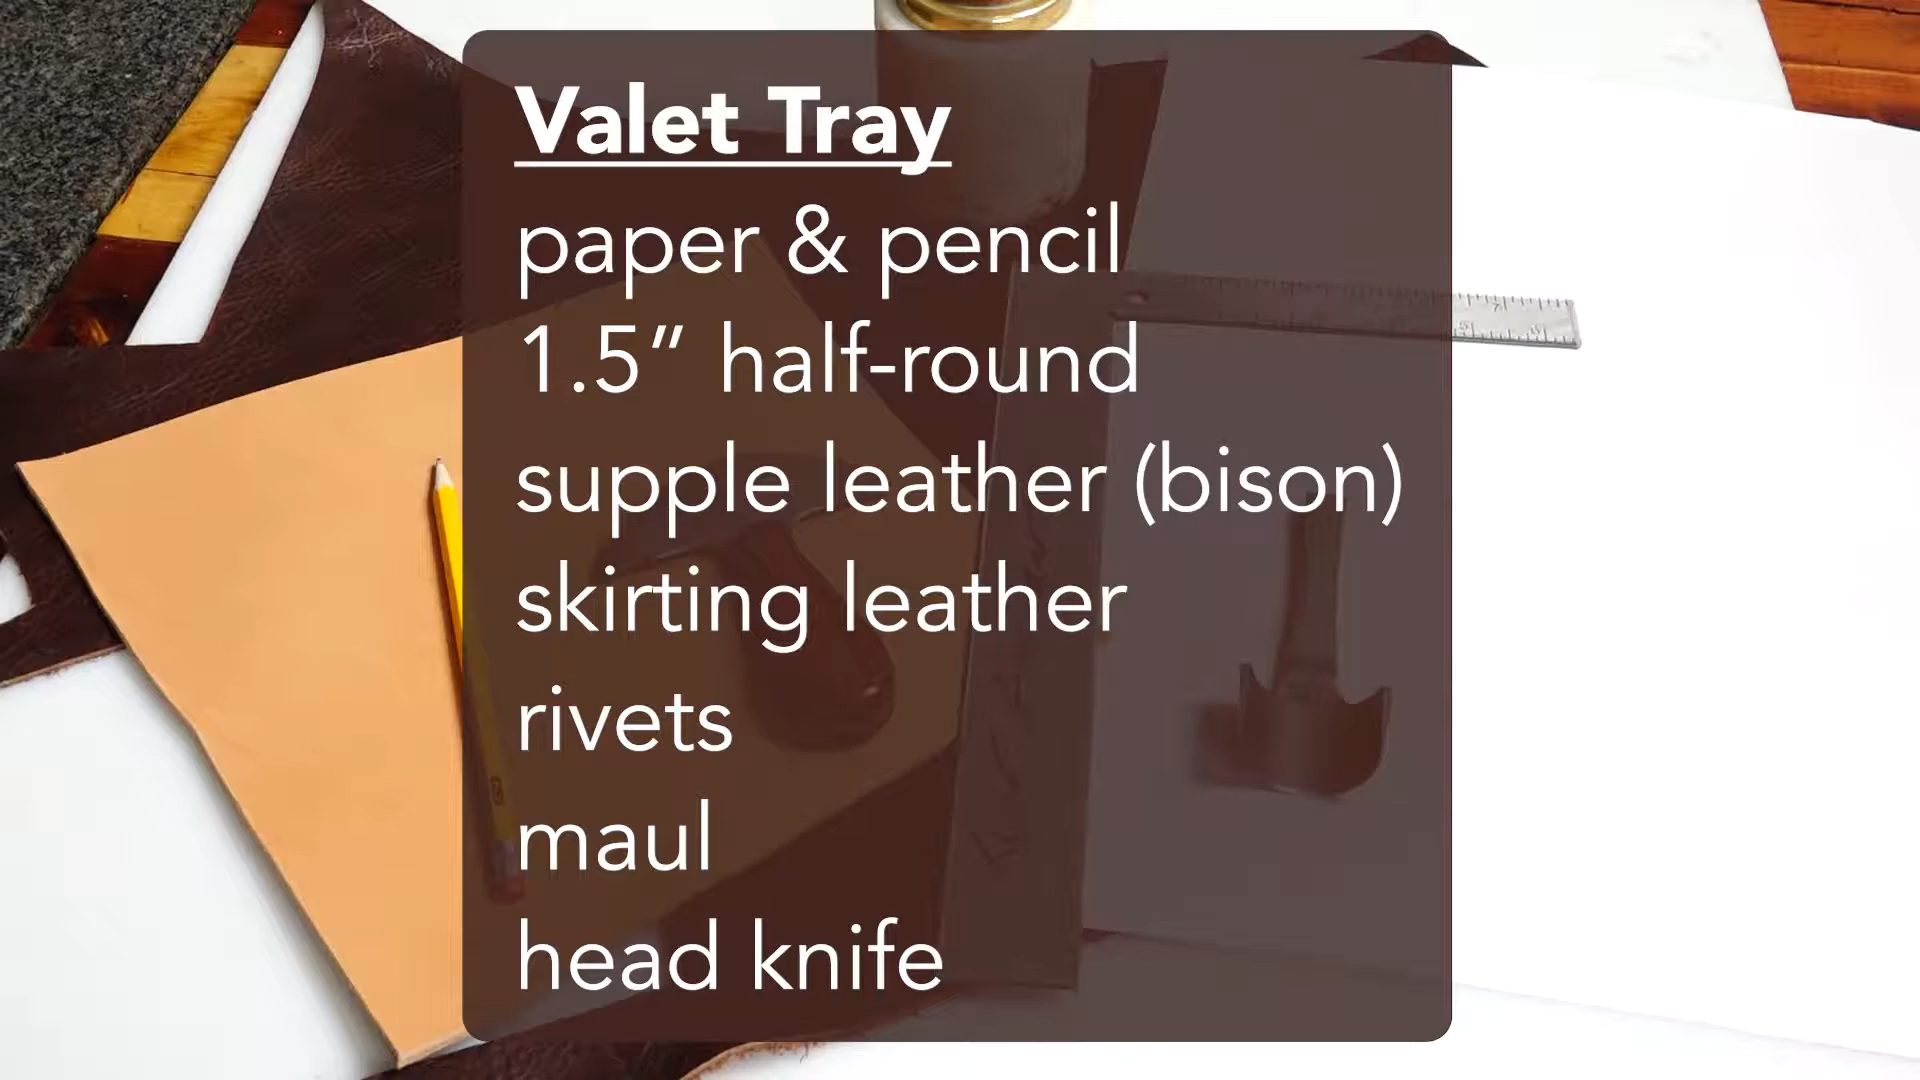 Valet Tray
paper & pencil
1.5” half-round
supple leather (bison)
skirting leather
rivets
maul
head knife